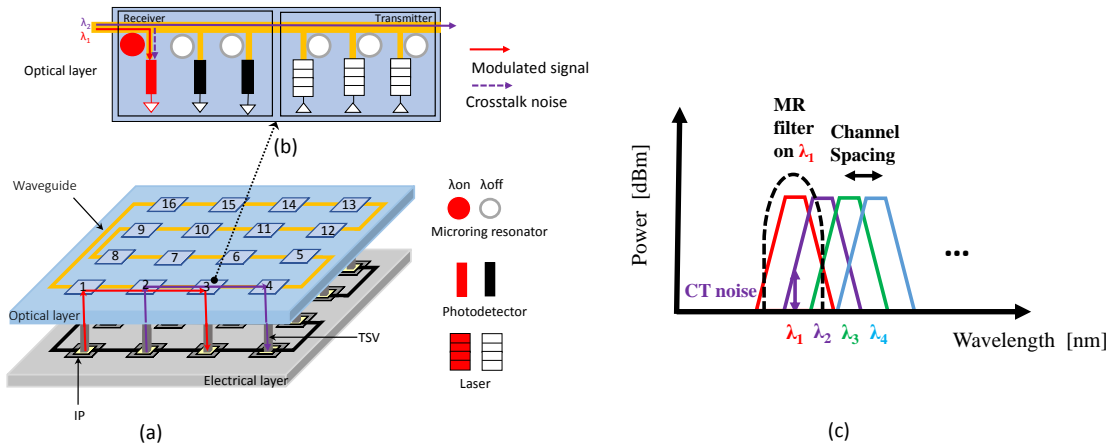 Receiver
Transmitter
λ2
λ1
Optical layer
Modulated signal
Crosstalk noise
(b)
Waveguide
16 15 14 13
9 10 11 12
8 7 6 5
1 2 3 4
Optical layer
TSV
Electrical layer
IP
(a)
λon λoff
Microring resonator
Photodetector
Laser
Power [dBm]
MR
filter
on λ1
Channel
Spacing
...
CT noise
λ1 λ2 λ3 λ4
Wavelength [nm]
(c)